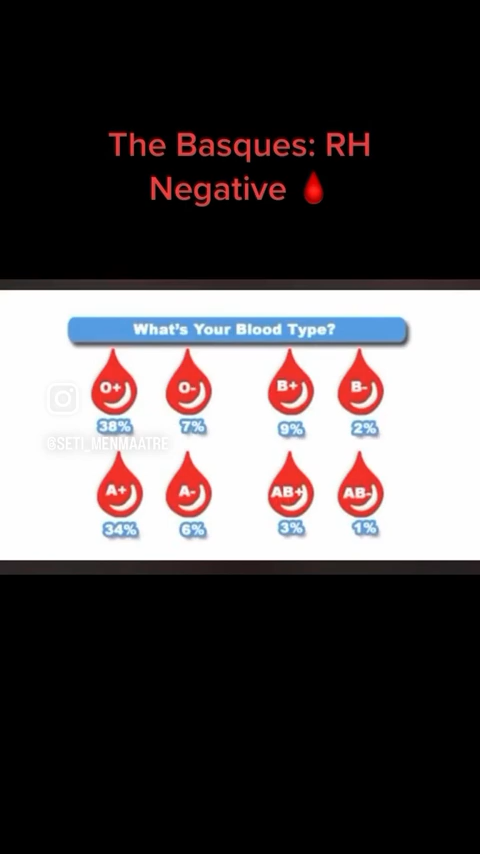 The Basques: RH
Negative 🩸
What's Your Blood Type?
O+ O- B+ B-
38% 7% 9% 2%
@SETI_MENMAATRE
A+ A- AB+ AB-
34% 6% 3% 1%